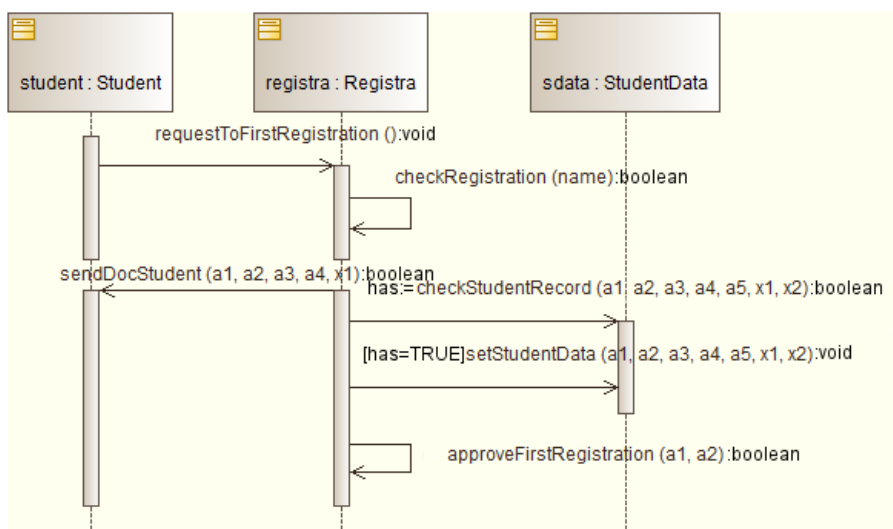 student : Student
registra : Registra
sdata : StudentData
requestToFirstRegistration ():void
checkRegistration (name):boolean
sendDocStudent (a1, a2, a3, a4, x1):boolean
has:=checkStudentRecord (a1, a2, a3, a4, a5, x1, x2):boolean
[has=TRUE]setStudentData (a1, a2, a3, a4, a5, x1, x2):void
approveFirstRegistration (a1, a2):boolean